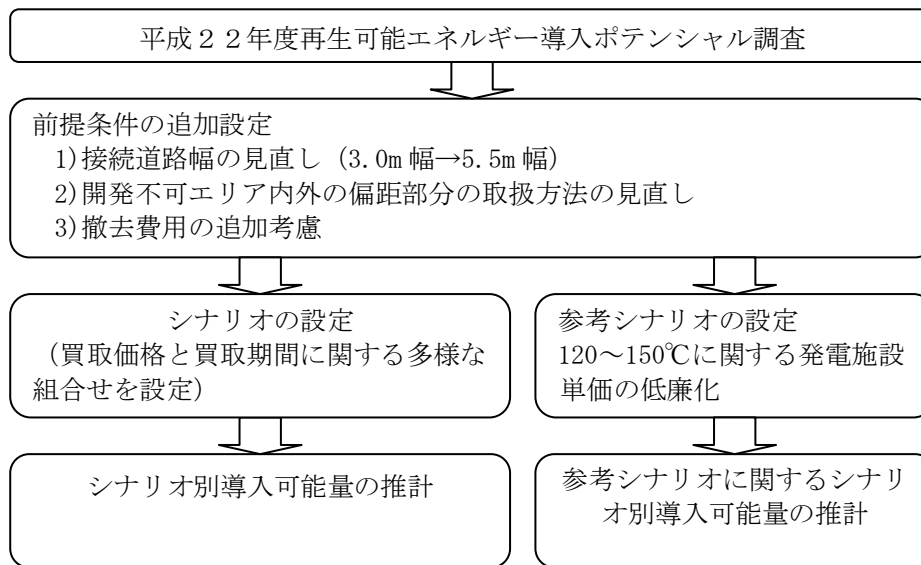 平成２２年度再生可能エネルギー導入ポテンシャル調査
前提条件の追加設定
1)接続道路幅の見直し（3.0m 幅→5.5m 幅）
2)開発不可エリア内外の偏距部分の取扱方法の見直し
3)撤去費用の追加考慮
シナリオの設定
（買取価格と買取期間に関する多様な
組合せを設定）
参考シナリオの設定
120～150℃に関する発電施設
単価の低廉化
シナリオ別導入可能量の推計
参考シナリオに関するシナリ
オ別導入可能量の推計